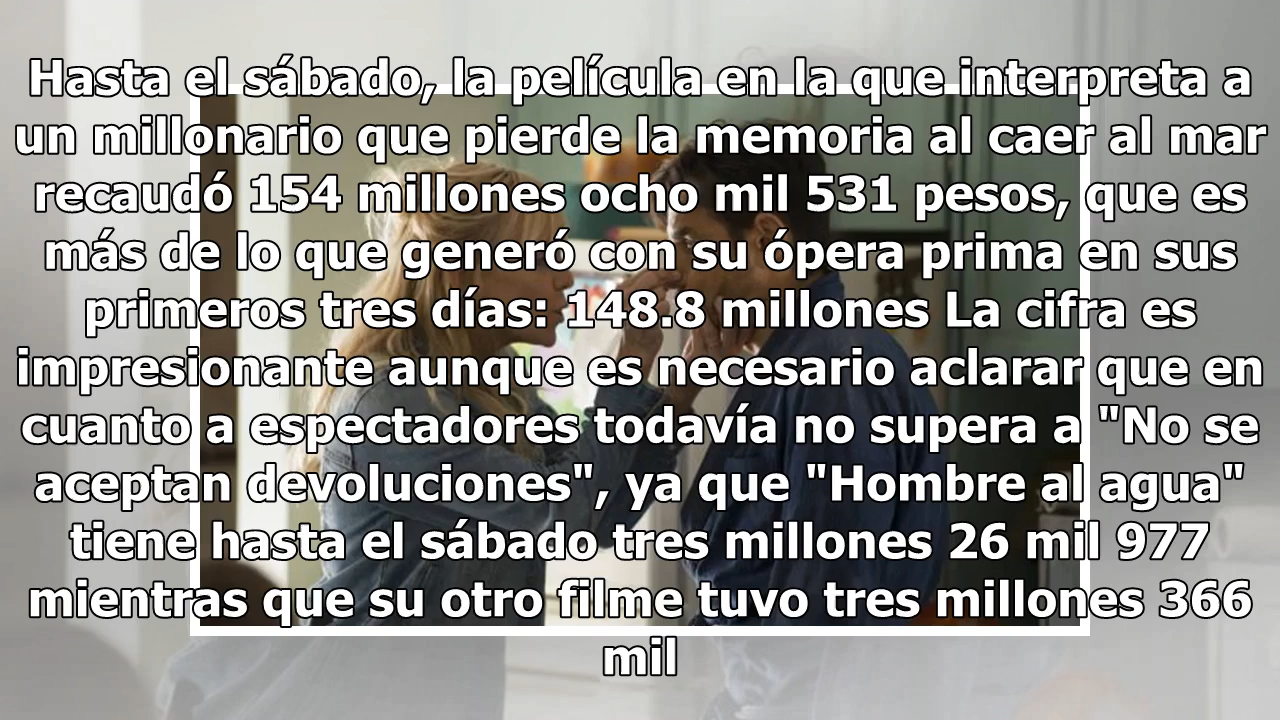 Hasta el sábado, la película en la que interpreta a
un millonario que pierde la memoria al caer al mar
recaudó 154 millones ocho mil 531 pesos, que es
más de lo que generó con su ópera prima en sus
primeros tres días: 148.8 millones La cifra es
impresionante aunque es necesario aclarar que en
cuanto a espectadores todavía no supera a "No se
aceptan devoluciones", ya que "Hombre al agua"
tiene hasta el sábado tres millones 26 mil 977
mientras que su otro filme tuvo tres millones 366
mil